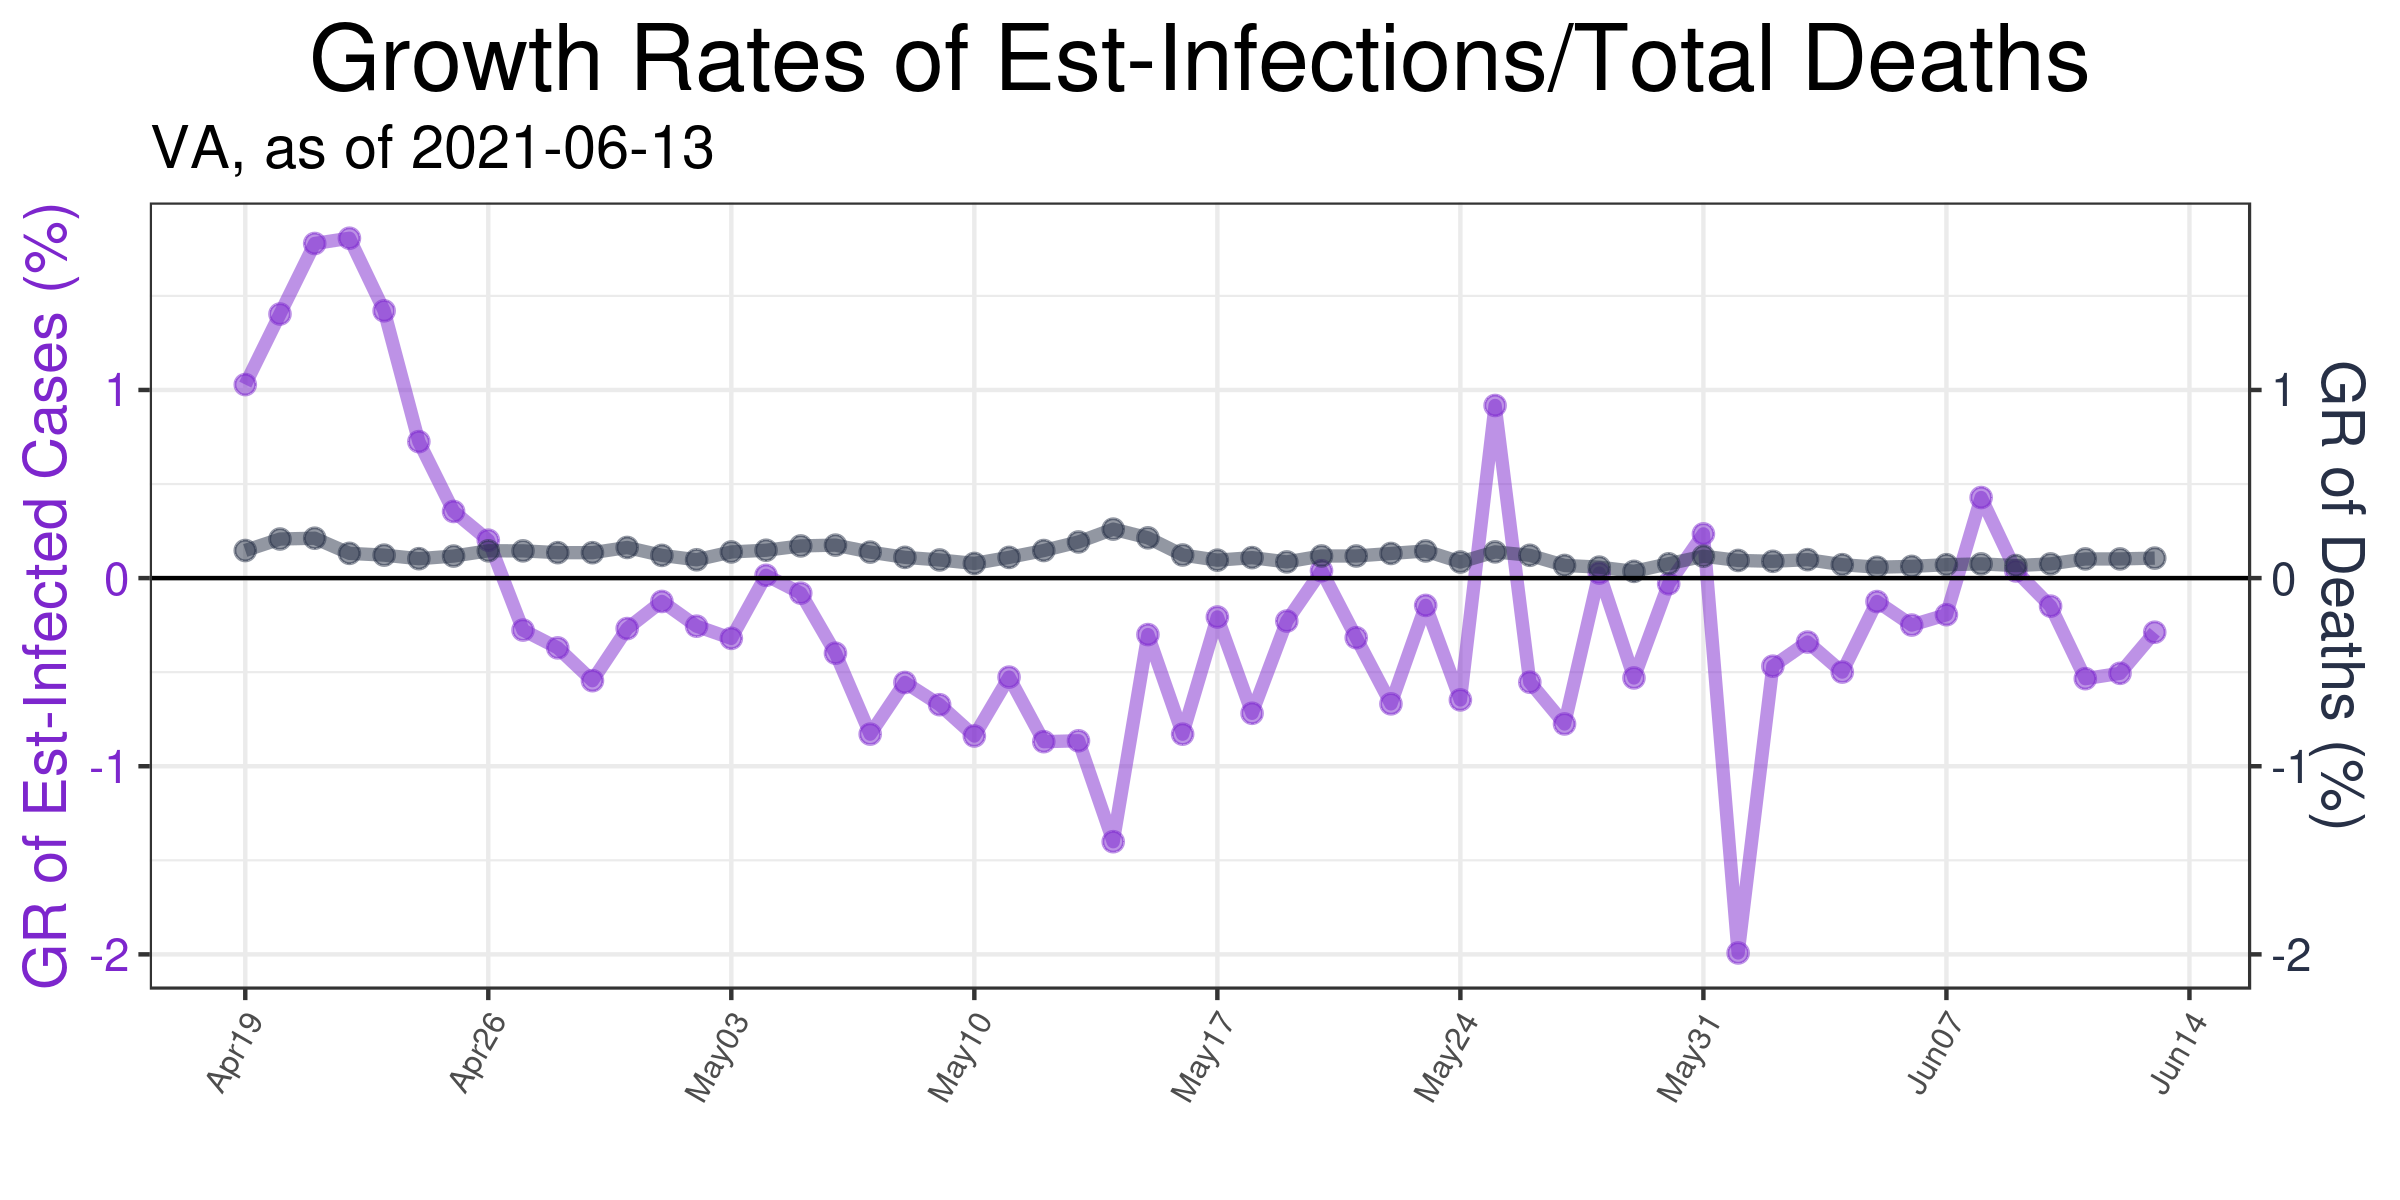 Growth Rates of Est-Infections/Total Deaths
VA, as of 2021-06-13
GR of Est-Infected Cases (%)
1
0
-1
-2
1
0
-1
-2
GR of Deaths (%)
Apr19
Apr26
May03
May10
May17
May24
May31
Jun07
Jun14